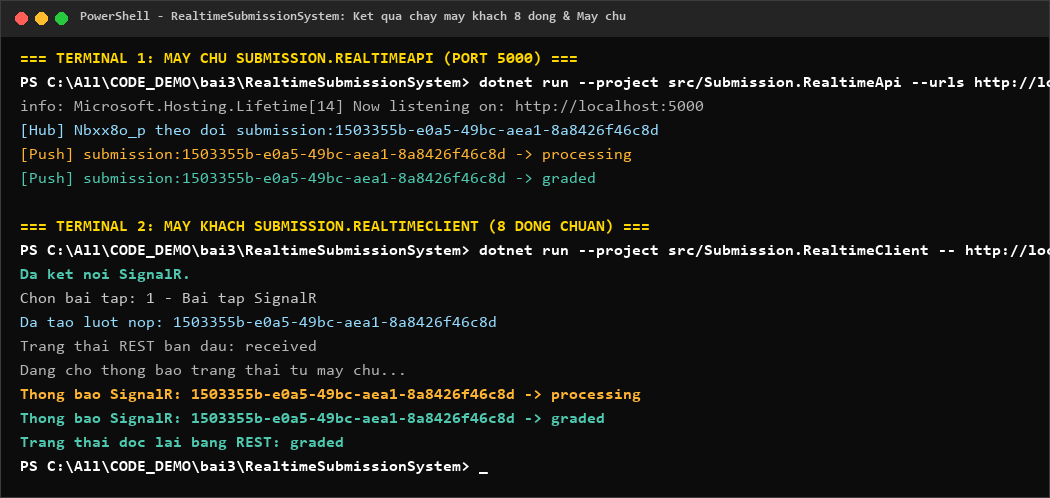 PowerShell - RealtimeSubmissionSystem: Ket qua chay may khach 8 dong & May chu
=== TERMINAL 1: MAY CHU SUBMISSION.REALTIMEAPI (PORT 5000) ===
PS C:\All\CODE_DEMO\bai3\RealtimeSubmissionSystem> dotnet run --project src/Submission.RealtimeApi --urls http://lo
info: Microsoft.Hosting.Lifetime[14] Now listening on: http://localhost:5000
[Hub] Nbxx8o_p theo doi submission:1503355b-e0a5-49bc-aea1-8a8426f46c8d
[Push] submission:1503355b-e0a5-49bc-aea1-8a8426f46c8d -> processing
[Push] submission:1503355b-e0a5-49bc-aea1-8a8426f46c8d -> graded
=== TERMINAL 2: MAY KHACH SUBMISSION.REALTIMECLIENT (8 DONG CHUAN) ===
PS C:\All\CODE_DEMO\bai3\RealtimeSubmissionSystem> dotnet run --project src/Submission.RealtimeClient -- http://loc
Da ket noi SignalR.
Chon bai tap: 1 - Bai tap SignalR
Da tao luot nop: 1503355b-e0a5-49bc-aea1-8a8426f46c8d
Trang thai REST ban dau: received
Dang cho thong bao trang thai tu may chu...
Thong bao SignalR: 1503355b-e0a5-49bc-aea1-8a8426f46c8d -> processing
Thong bao SignalR: 1503355b-e0a5-49bc-aea1-8a8426f46c8d -> graded
Trang thai doc lai bang REST: graded
PS C:\All\CODE_DEMO\bai3\RealtimeSubmissionSystem> _